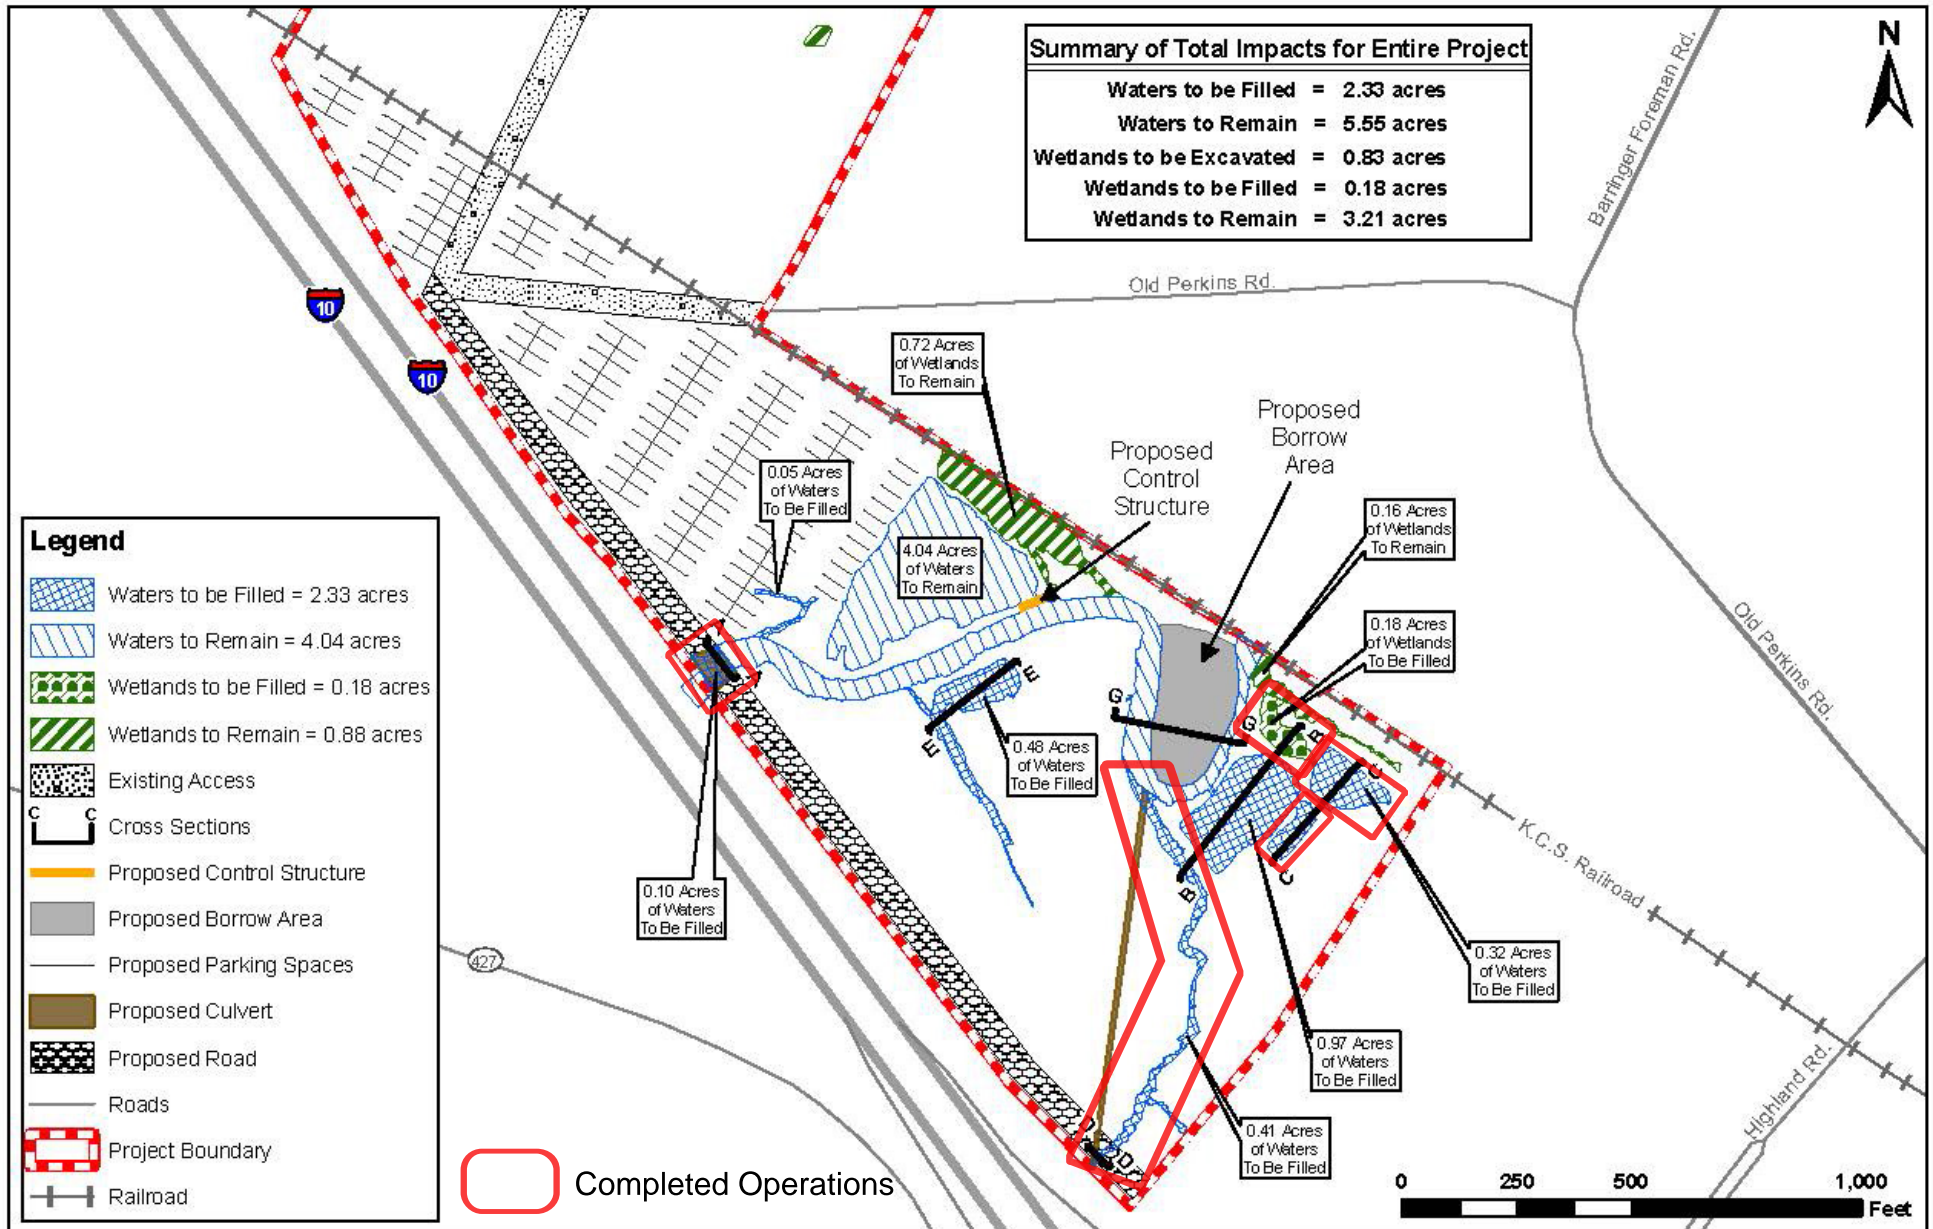 Summary of Total Impacts for Entire Project
Waters to be Filled = 2.33 acres
Waters to Remain = 5.55 acres
Wetlands to be Excavated = 0.83 acres
Wetlands to be Filled = 0.18 acres
Wetlands to Remain = 3.21 acres
N
Barringer Foreman Rd.
Old Perkins Rd.
10
10
0.72 Acres
of Wetlands
To Remain
Proposed
Borrow
Area
Proposed
Control
Structure
0.05 Acres
of Waters
To Be Filled
4.04 Acres
of Waters
To Remain
0.16 Acres
of Wetlands
To Remain
0.18 Acres
of Wetlands
To Be Filled
Old Perkins Rd.
E
E
G
G
B
B
C
C
0.48 Acres
of Waters
To Be Filled
K.C.S. Railroad
0.10 Acres
of Waters
To Be Filled
427
0.32 Acres
of Waters
To Be Filled
0.97 Acres
of Waters
To Be Filled
Highland Rd.
0.41 Acres
of Waters
To Be Filled
D
D
Legend
Waters to be Filled = 2.33 acres
Waters to Remain = 4.04 acres
Wetlands to be Filled = 0.18 acres
Wetlands to Remain = 0.88 acres
Existing Access
C C
Cross Sections
Proposed Control Structure
Proposed Borrow Area
Proposed Parking Spaces
Proposed Culvert
Proposed Road
Roads
Project Boundary
Railroad
Completed Operations
0 250 500 1,000
Feet